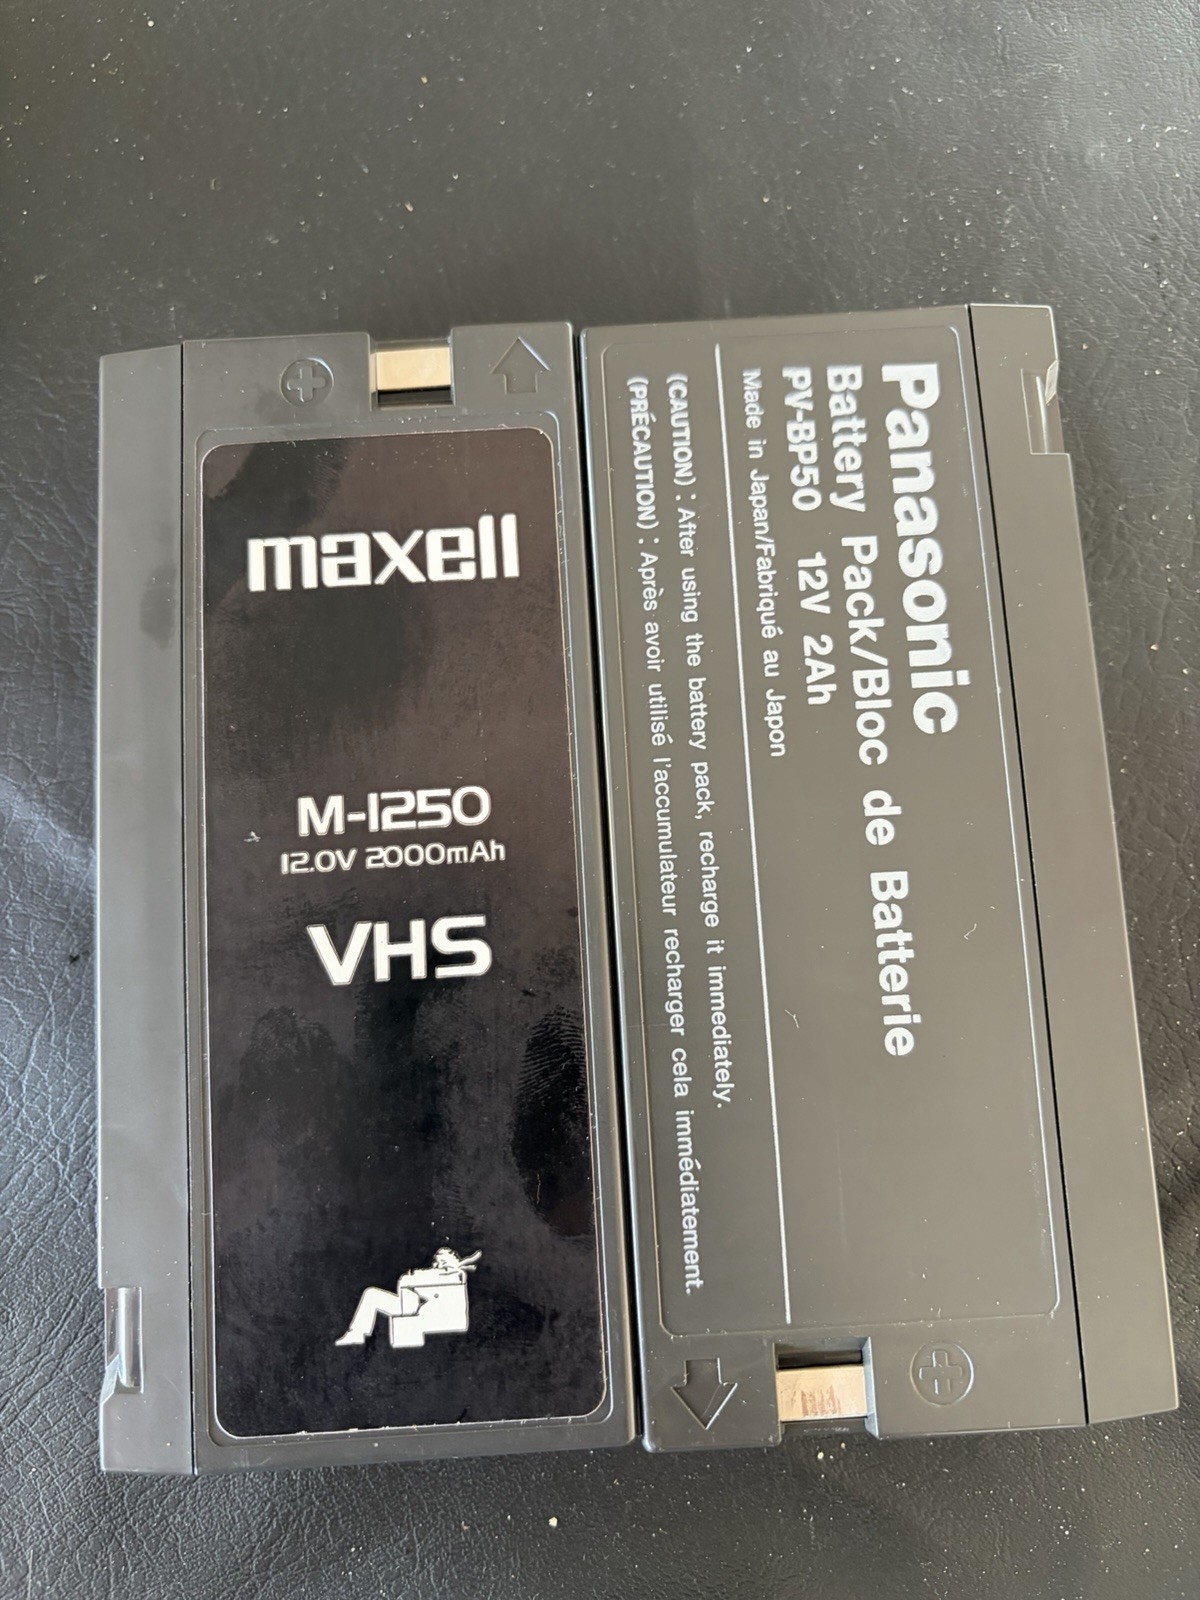 maxell
M-1250
12.0V 2000mAh
VHS
Panasonic
Battery Pack/Bloc de Batterie
PV-BP50 12V 2Ah
Made in Japan/Fabriqué au Japon
(CAUTION) : After using the battery pack, recharge it immediately.
(PRÉCAUTION) : Après avoir utilisé l'accumulateur recharger cela immédiatement.